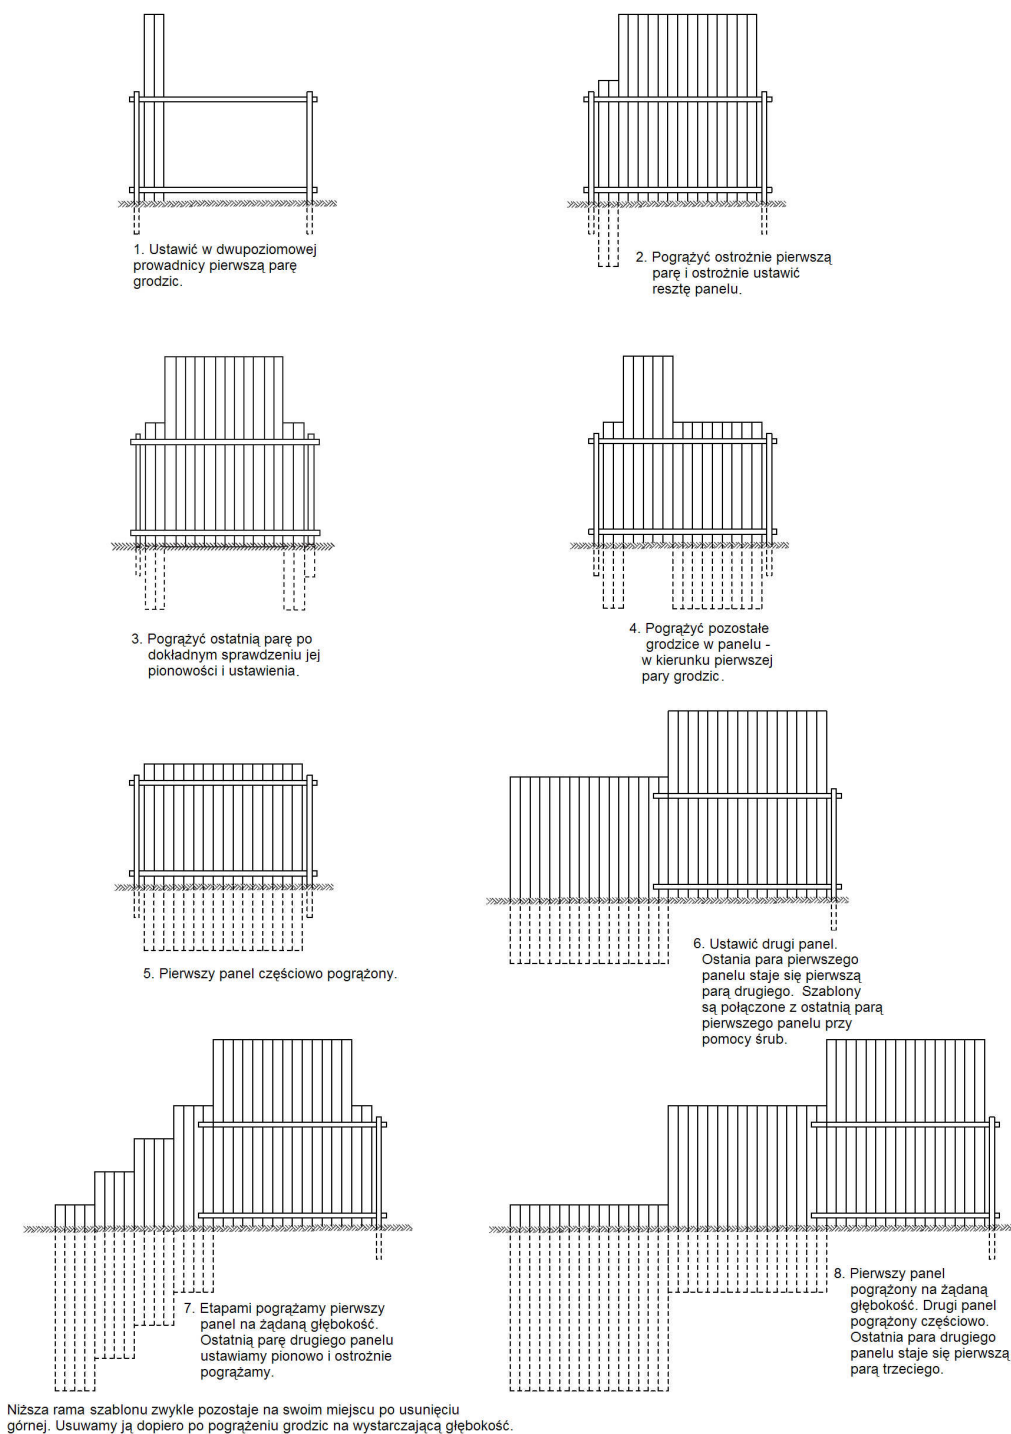 1. Ustawić w dwupoziomowej
prowadnicy pierwszą parę
grodzic.
2. Pogrążyć ostrożnie pierwszą
parę i ostrożnie ustawić
resztę panelu.
3. Pogrążyć ostatnią parę po
dokładnym sprawdzeniu jej
pionowości i ustawienia.
4. Pogrążyć pozostałe
grodzice w panelu -
w kierunku pierwszej
pary grodzic.
5. Pierwszy panel częściowo pogrążony.
6. Ustawić drugi panel.
Ostania para pierwszego
panelu staje się pierwszą
parą drugiego. Szablony
są połączone z ostatnią parą
pierwszego panelu przy
pomocy śrub.
7. Etapami pogrążamy pierwszy
panel na żądaną głębokość.
Ostatnią parę drugiego panelu
ustawiamy pionowo i ostrożnie
pogrążamy.
8. Pierwszy panel
pogrążony na żądaną
głębokość. Drugi panel
pogrążony częściowo.
Ostatnia para drugiego
panelu staje się pierwszą
parą trzeciego.
Niższa rama szablonu zwykle pozostaje na swoim miejscu po usunięciu
górnej. Usuwamy ją dopiero po pogrążeniu grodzic na wystarczającą głębokość.